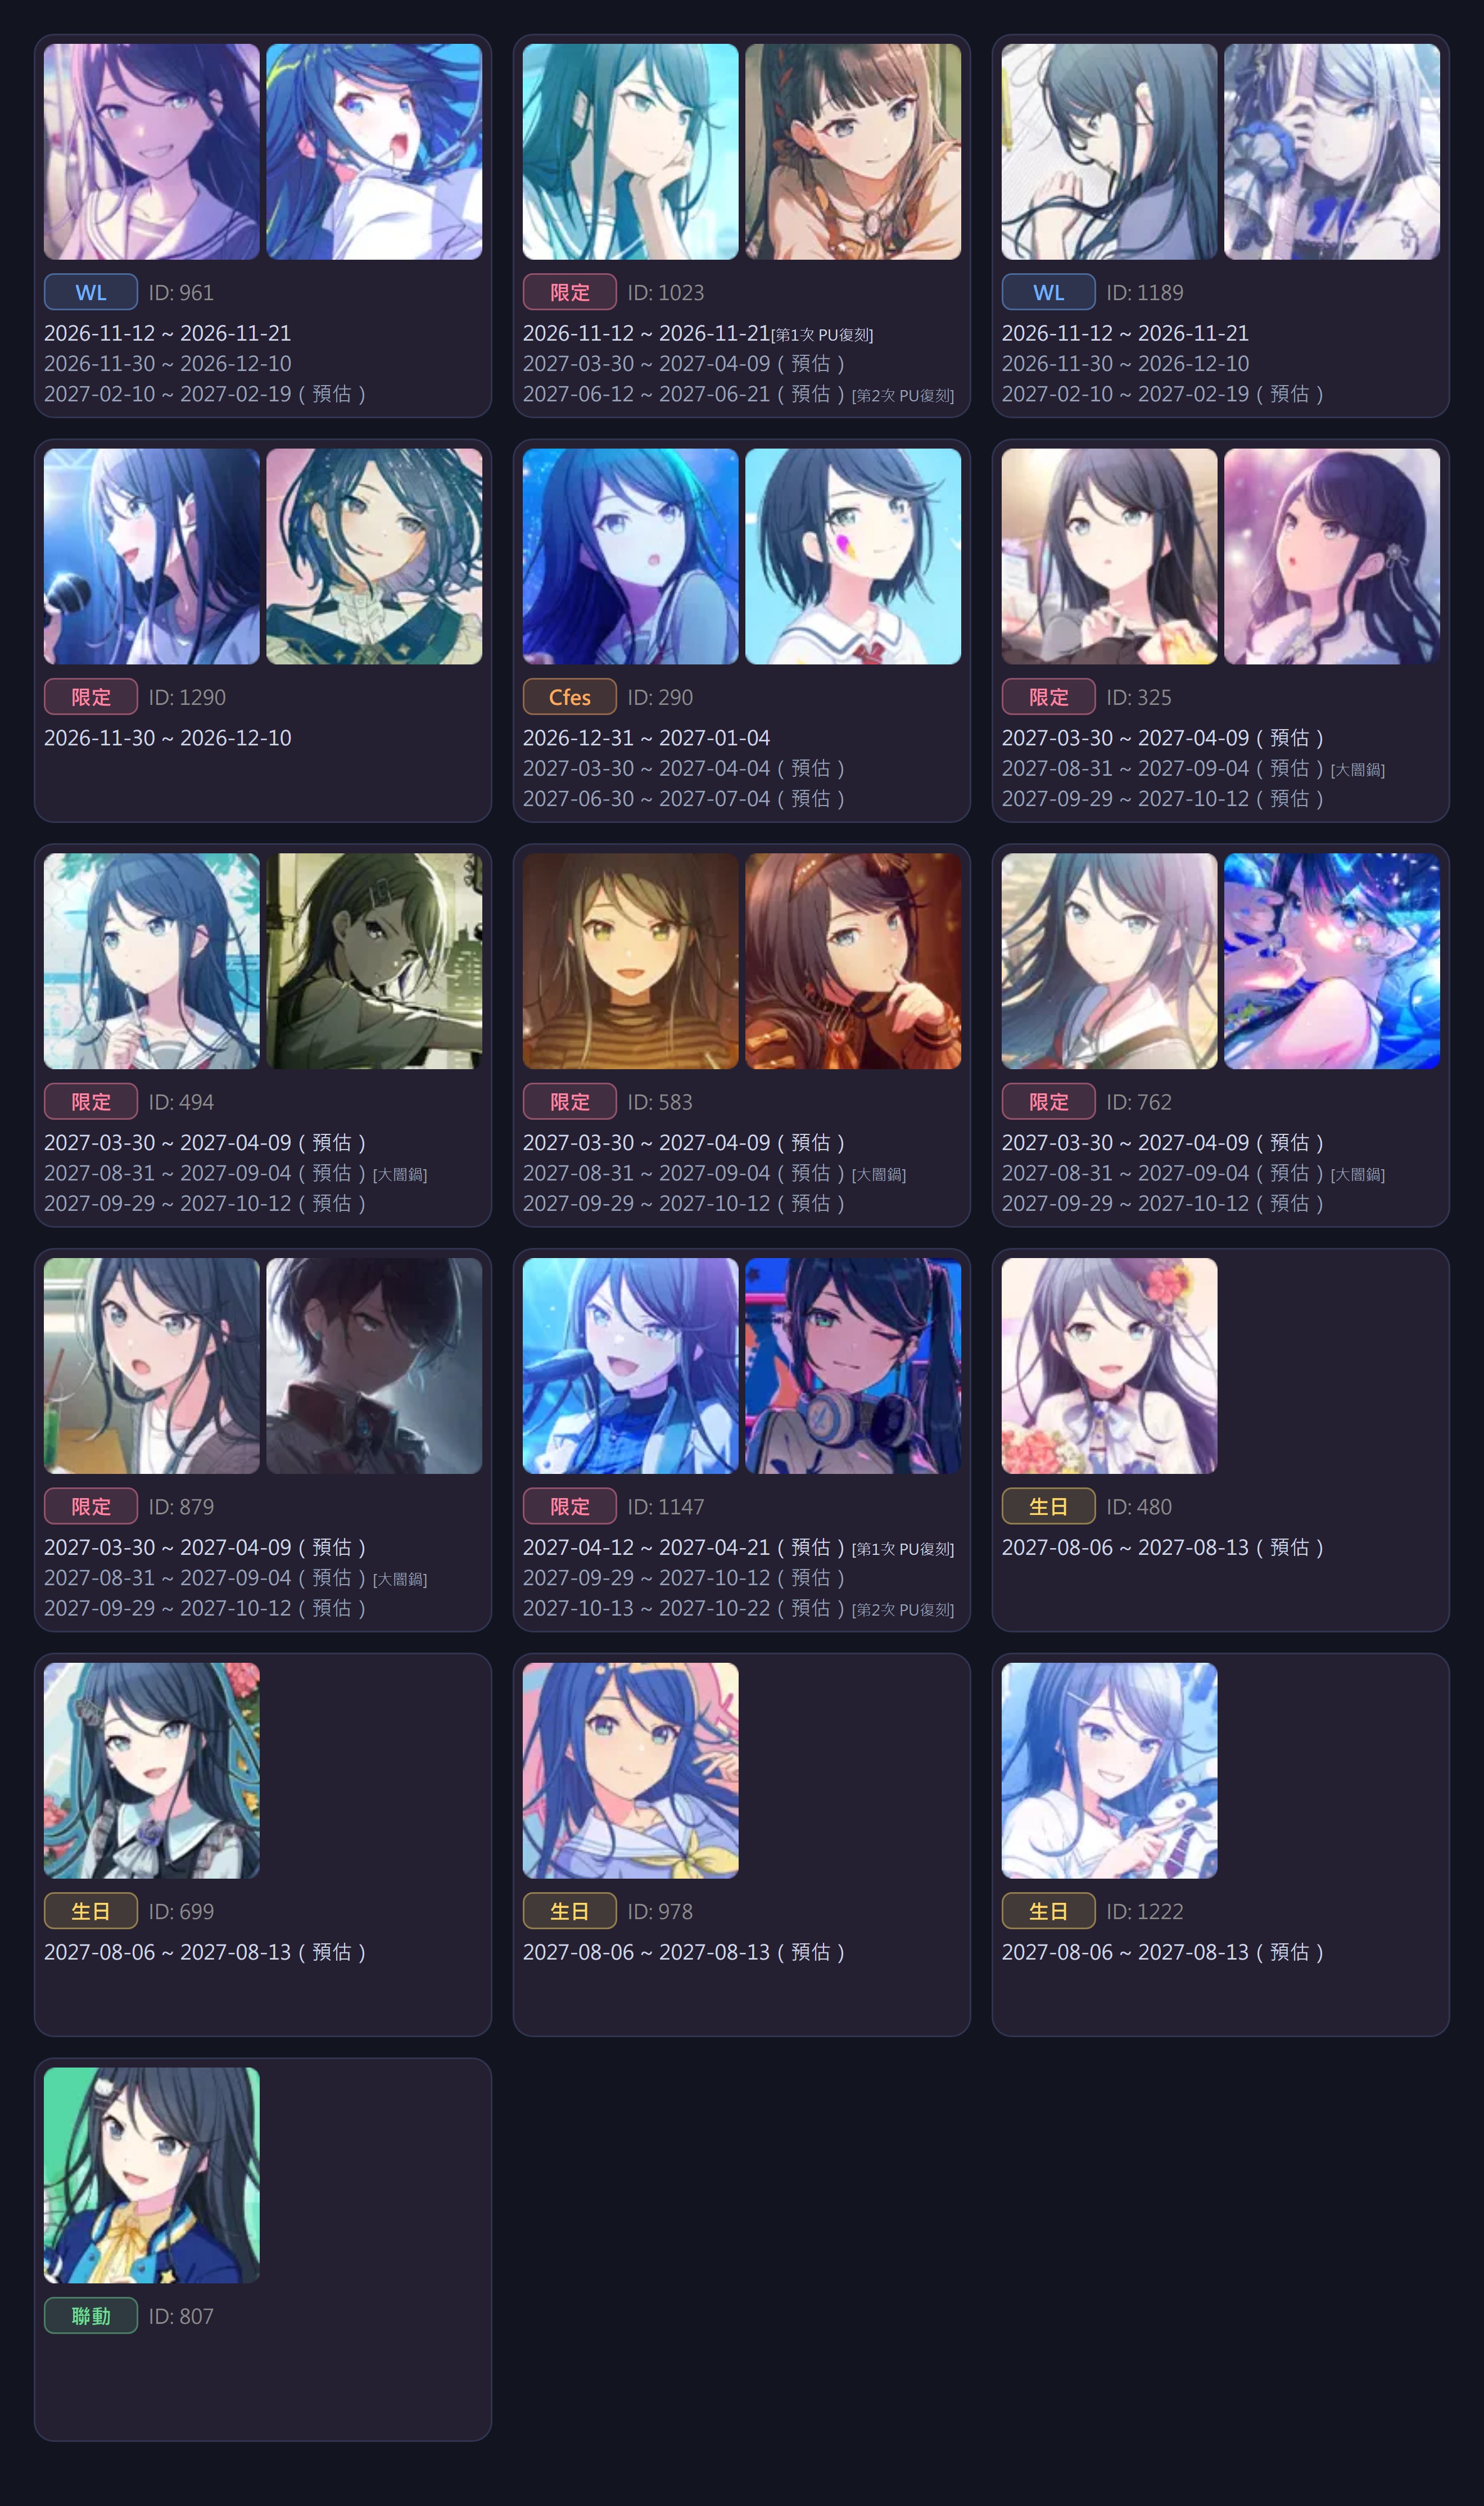 WL ID: 961
2026-11-12 ~ 2026-11-21
2026-11-30 ~ 2026-12-10
2027-02-10 ~ 2027-02-19 ( 預估 )
限定 ID: 1023
2026-11-12 ~ 2026-11-21[第1次 PU復刻]
2027-03-30 ~ 2027-04-09 ( 預估 )
2027-06-12 ~ 2027-06-21 ( 預估 ) [第2次 PU復刻]
WL ID: 1189
2026-11-12 ~ 2026-11-21
2026-11-30 ~ 2026-12-10
2027-02-10 ~ 2027-02-19 ( 預估 )
限定 ID: 1290
2026-11-30 ~ 2026-12-10
Cfes ID: 290
2026-12-31 ~ 2027-01-04
2027-03-30 ~ 2027-04-04 ( 預估 )
2027-06-30 ~ 2027-07-04 ( 預估 )
限定 ID: 325
2027-03-30 ~ 2027-04-09 ( 預估 )
2027-08-31 ~ 2027-09-04 ( 預估 ) [大闇鍋]
2027-09-29 ~ 2027-10-12 ( 預估 )
限定 ID: 494
2027-03-30 ~ 2027-04-09 ( 預估 )
2027-08-31 ~ 2027-09-04 ( 預估 ) [大闇鍋]
2027-09-29 ~ 2027-10-12 ( 預估 )
限定 ID: 583
2027-03-30 ~ 2027-04-09 ( 預估 )
2027-08-31 ~ 2027-09-04 ( 預估 ) [大闇鍋]
2027-09-29 ~ 2027-10-12 ( 預估 )
限定 ID: 762
2027-03-30 ~ 2027-04-09 ( 預估 )
2027-08-31 ~ 2027-09-04 ( 預估 ) [大闇鍋]
2027-09-29 ~ 2027-10-12 ( 預估 )
限定 ID: 879
2027-03-30 ~ 2027-04-09 ( 預估 )
2027-08-31 ~ 2027-09-04 ( 預估 ) [大闇鍋]
2027-09-29 ~ 2027-10-12 ( 預估 )
限定 ID: 1147
2027-04-12 ~ 2027-04-21 ( 預估 ) [第1次 PU復刻]
2027-09-29 ~ 2027-10-12 ( 預估 )
2027-10-13 ~ 2027-10-22 ( 預估 ) [第2次 PU復刻]
生日 ID: 480
2027-08-06 ~ 2027-08-13 ( 預估 )
生日 ID: 699
2027-08-06 ~ 2027-08-13 ( 預估 )
生日 ID: 978
2027-08-06 ~ 2027-08-13 ( 預估 )
生日 ID: 1222
2027-08-06 ~ 2027-08-13 ( 預估 )
聯動 ID: 807